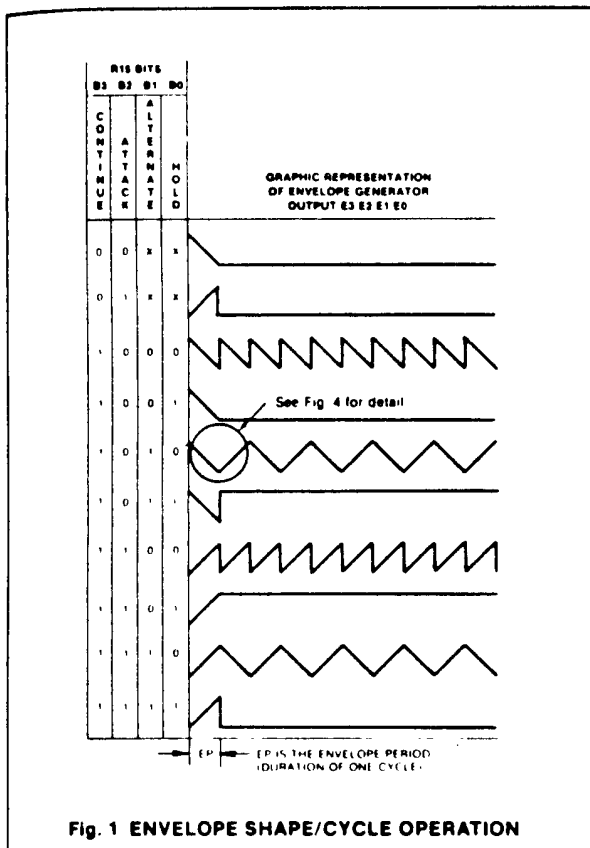 R15 BITS
B3 B2 B1 B0
CONTINUE
ATTACK
ALTERNATE
HOLD
GRAPHIC REPRESENTATION
OF ENVELOPE GENERATOR
OUTPUT E3 E2 E1 E0
0 0 X X
0 1 X X
1 0 0 0
1 0 0 1
See Fig. 4 for detail
1 0 1 0
1 0 1 1
1 1 0 0
1 1 0 1
1 1 1 0
1 1 1 1
EP
EP IS THE ENVELOPE PERIOD
(DURATION OF ONE CYCLE)
Fig. 1 ENVELOPE SHAPE/CYCLE OPERATION